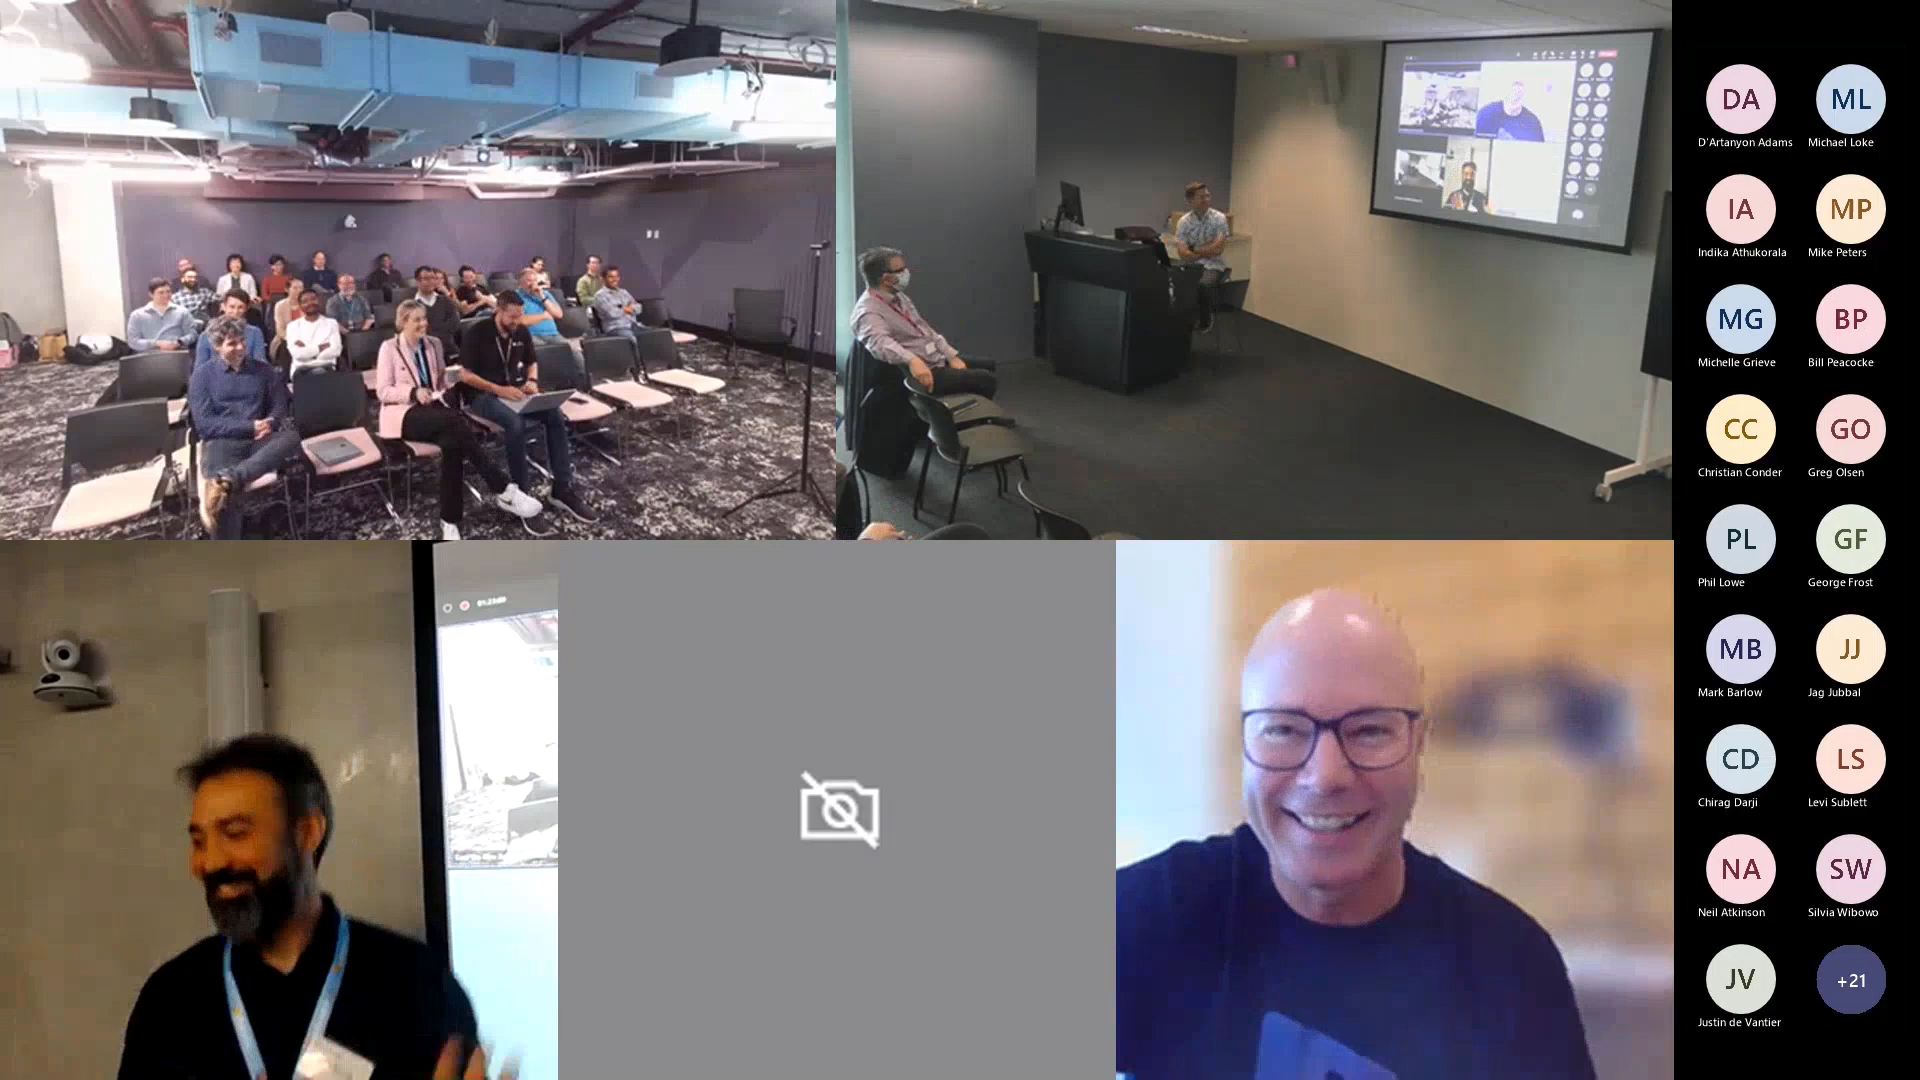 DA ML
D'Artanyon Adams Michael Loke
IA MP
Indika Athukorala Mike Peters
MG BP
Michelle Grieve Bill Peacocke
CC GO
Christian Conder Greg Olsen
PL GF
Phil Lowe George Frost
MB JJ
Mark Barlow Jag Jubbal
CD LS
Chirag Darji Levi Sublett
NA SW
Neil Atkinson Silvia Wibowo
JV +21
Justin de Vantier